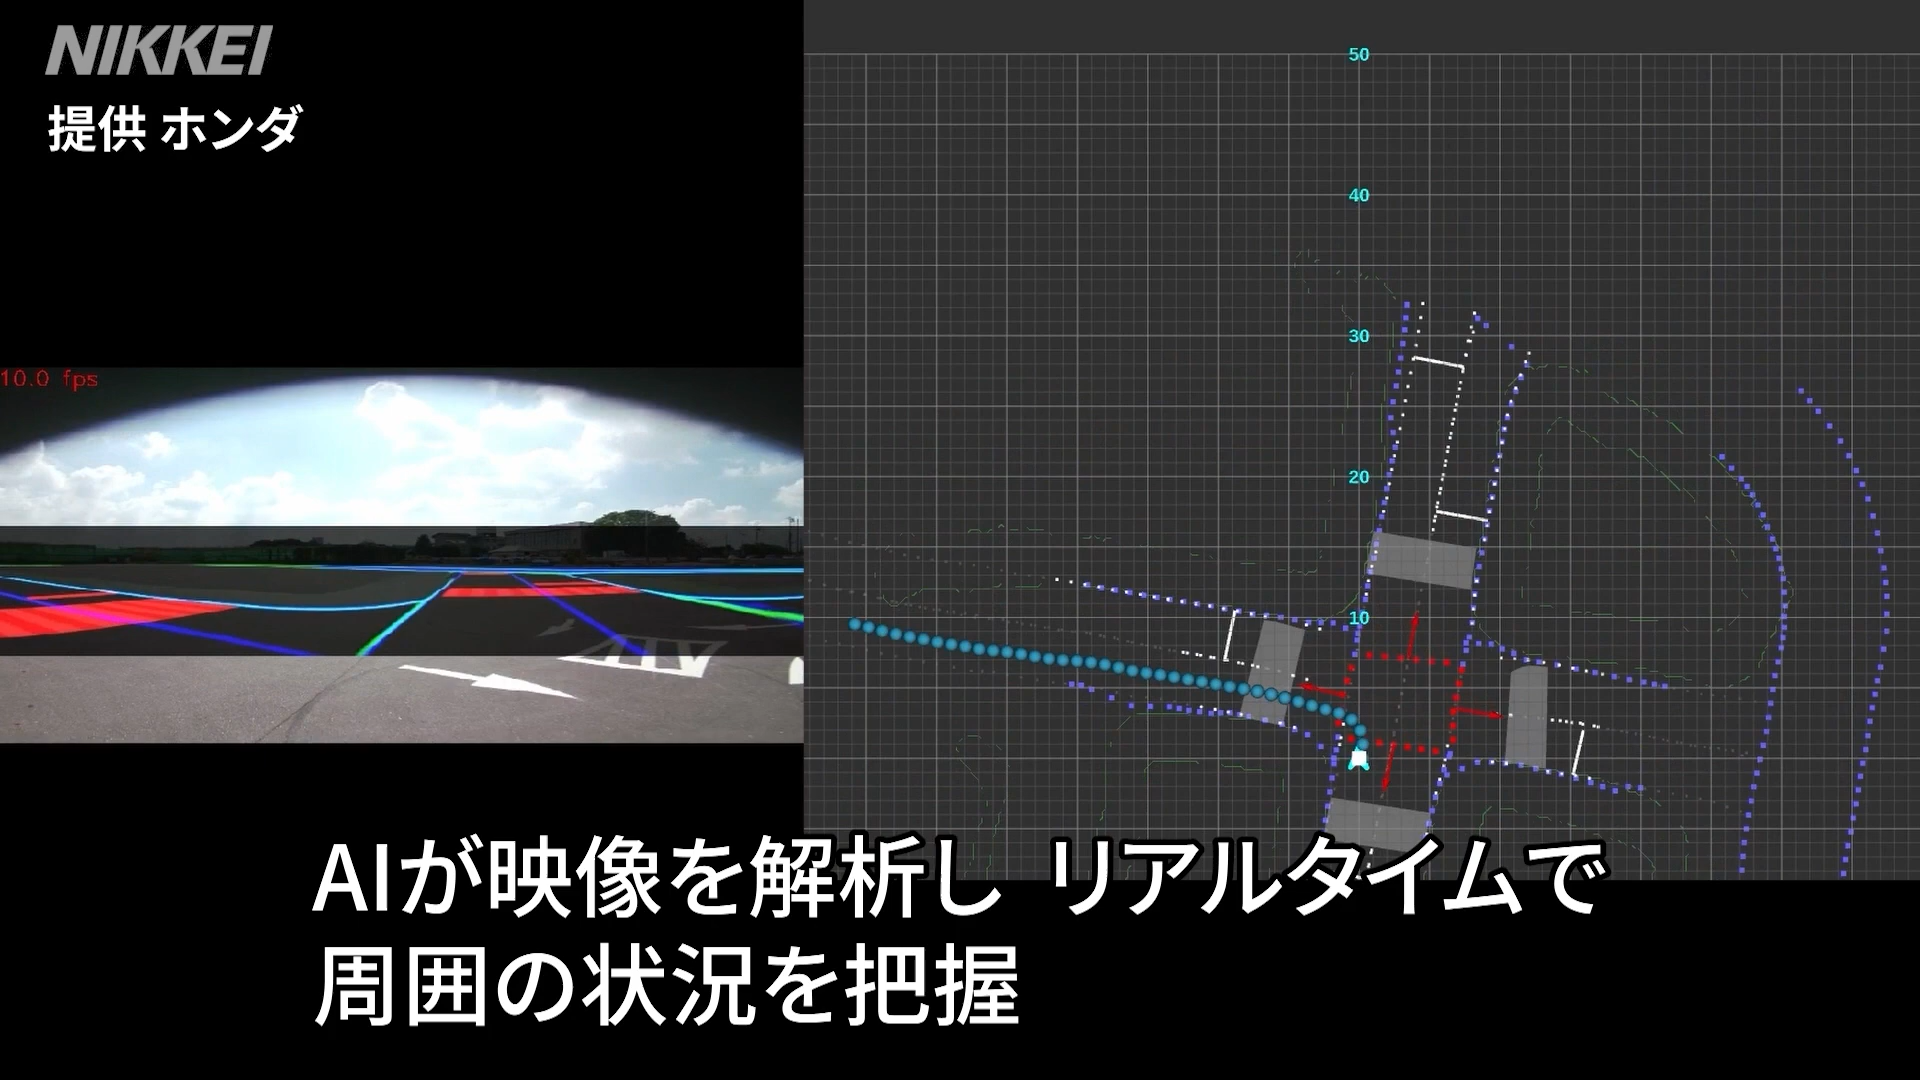 NIKKEI
提供 ホンダ
10.0 fps
50
40
30
20
10
AIが映像を解析し リアルタイムで
周囲の状況を把握